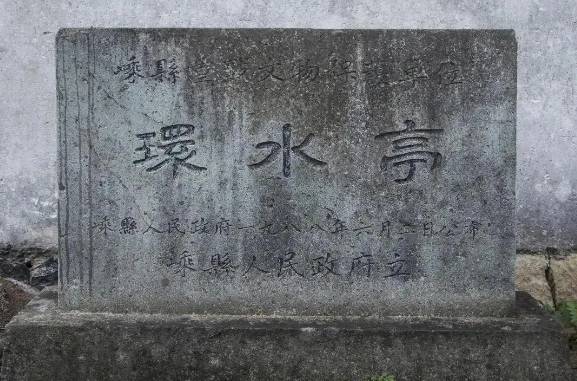 嵊縣重點文物保護單位
環水亭
嵊縣人民政府一九八八年六月二日公布
嵊縣人民政府立